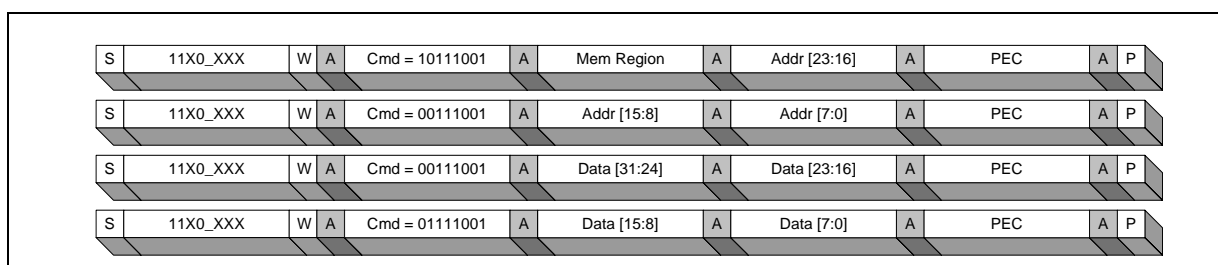 S 11X0_XXX W A Cmd = 10111001 A Mem Region A Addr [23:16] A PEC A P
S 11X0_XXX W A Cmd = 00111001 A Addr [15:8] A Addr [7:0] A PEC A P
S 11X0_XXX W A Cmd = 00111001 A Data [31:24] A Data [23:16] A PEC A P
S 11X0_XXX W A Cmd = 01111001 A Data [15:8] A Data [7:0] A PEC A P